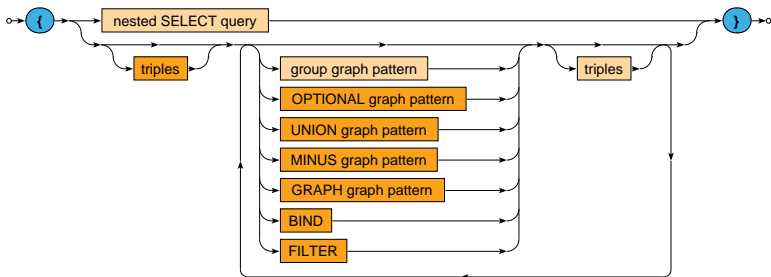 { nested SELECT query }
triples group graph pattern triples
OPTIONAL graph pattern
UNION graph pattern
MINUS graph pattern
GRAPH graph pattern
BIND
FILTER